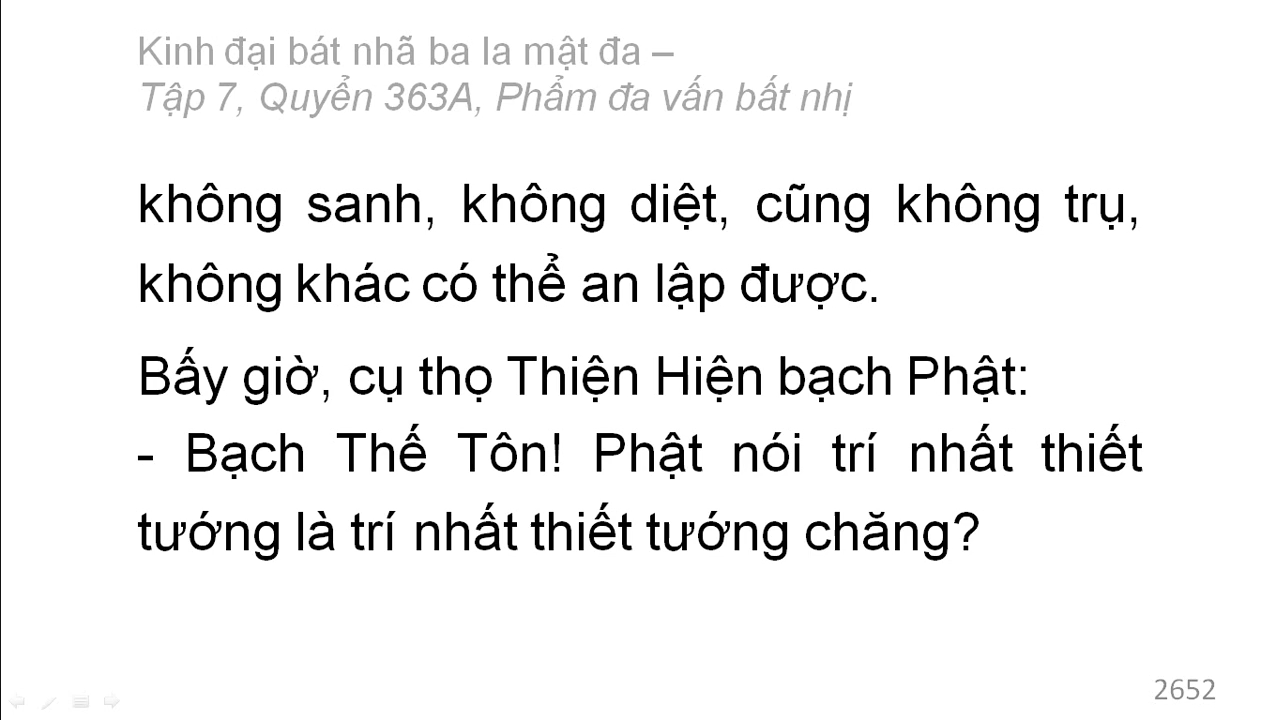 Kinh đại bát nhã ba la mật đa –
Tập 7, Quyển 363A, Phẩm đa vấn bất nhị
không sanh, không diệt, cũng không trụ,
không khác có thể an lập được.
Bấy giờ, cụ thọ Thiện Hiện bạch Phật:
- Bạch Thế Tôn! Phật nói trí nhất thiết
tướng là trí nhất thiết tướng chăng?
2652